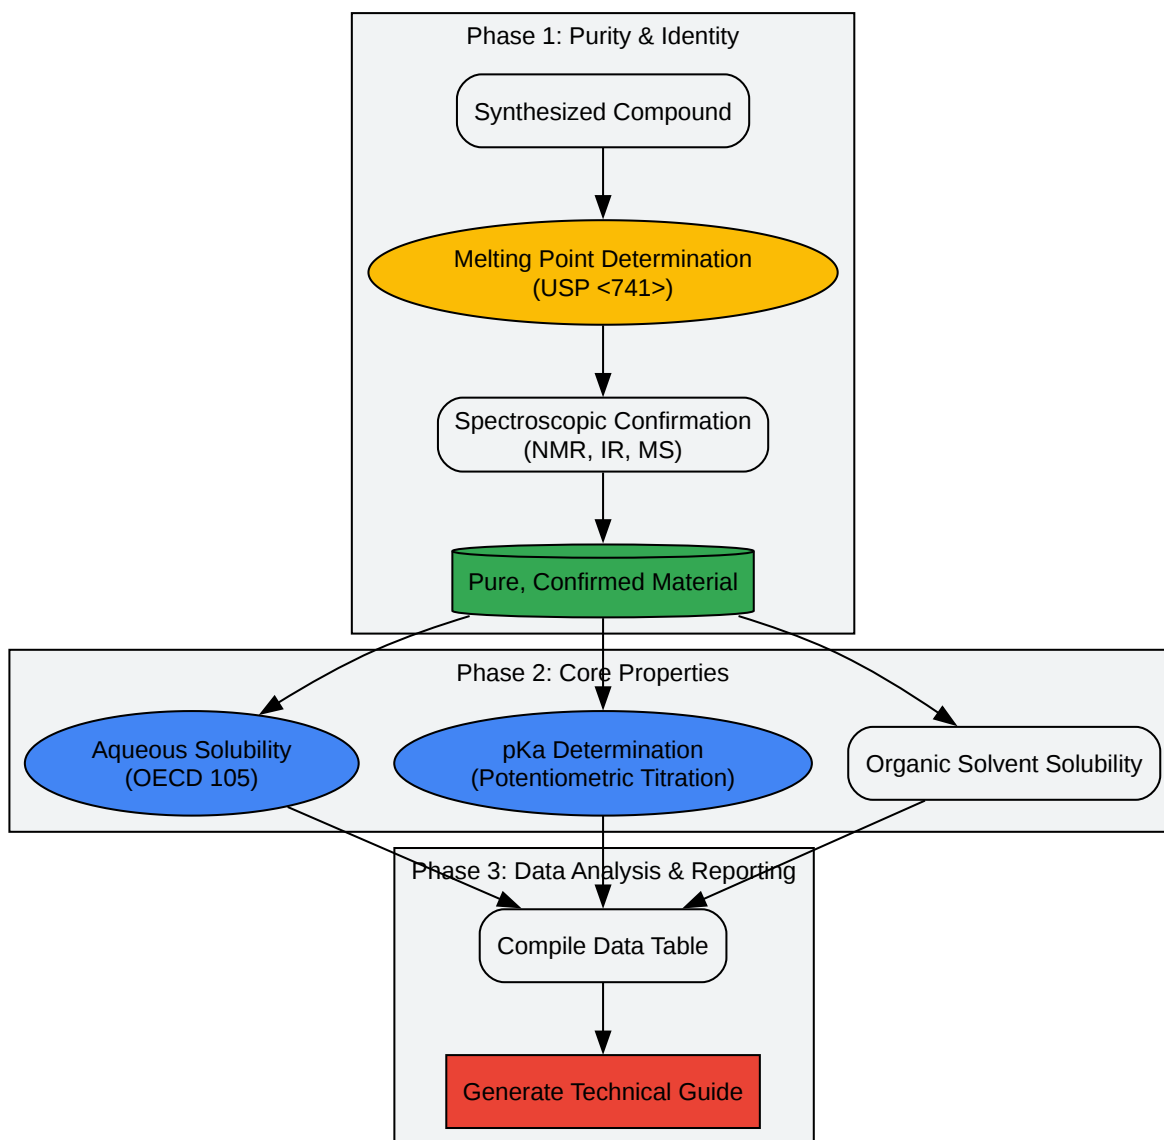 Phase 1: Purity & Identity
Synthesized Compound
Melting Point Determination
(USP <741>)
Spectroscopic Confirmation
(NMR, IR, MS)
Pure, Confirmed Material
Phase 2: Core Properties
Aqueous Solubility
(OECD 105)
pKa Determination
(Potentiometric Titration)
Organic Solvent Solubility
Phase 3: Data Analysis & Reporting
Compile Data Table
Generate Technical Guide